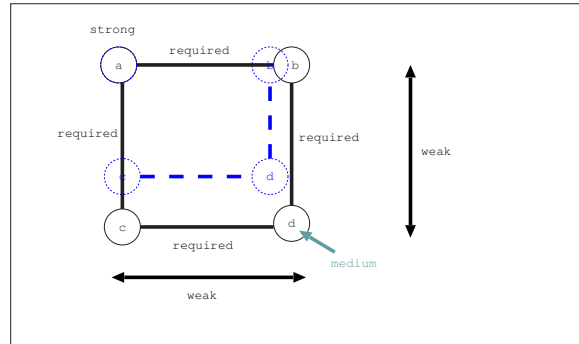 strong
required
a
b
b
required
required
weak
c
d
c
d
required
medium
weak